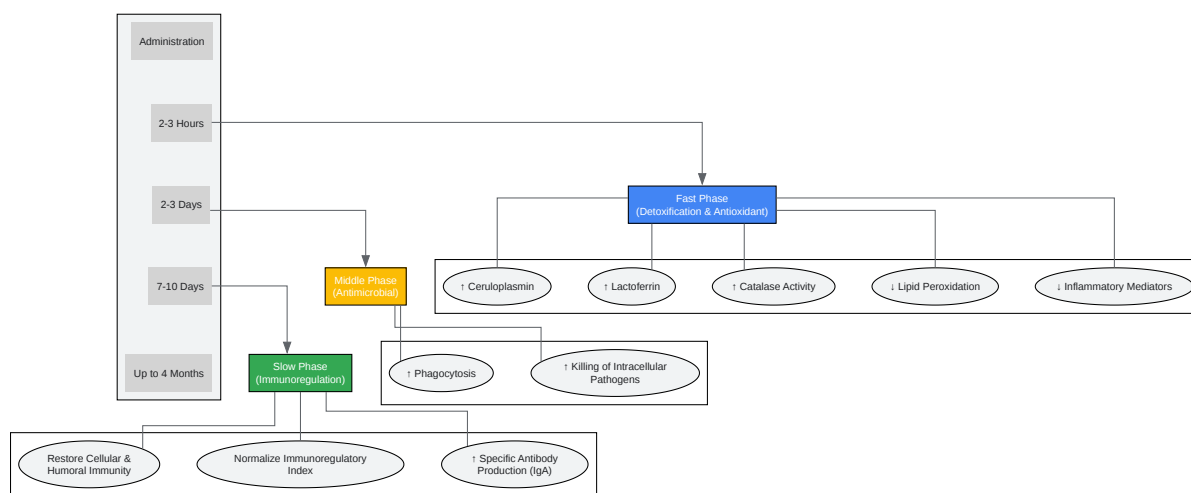 Administration
2-3 Hours
2-3 Days
7-10 Days
Up to 4 Months
Fast Phase
(Detoxification & Antioxidant)
Middle Phase
(Antimicrobial)
Slow Phase
(Immunoregulation)
↑ Ceruloplasmin
↑ Lactoferrin
↑ Catalase Activity
↓ Lipid Peroxidation
↓ Inflammatory Mediators
↑ Phagocytosis
↑ Killing of Intracellular
Pathogens
Restore Cellular &
Humoral Immunity
Normalize Immunoregulatory
Index
↑ Specific Antibody
Production (IgA)